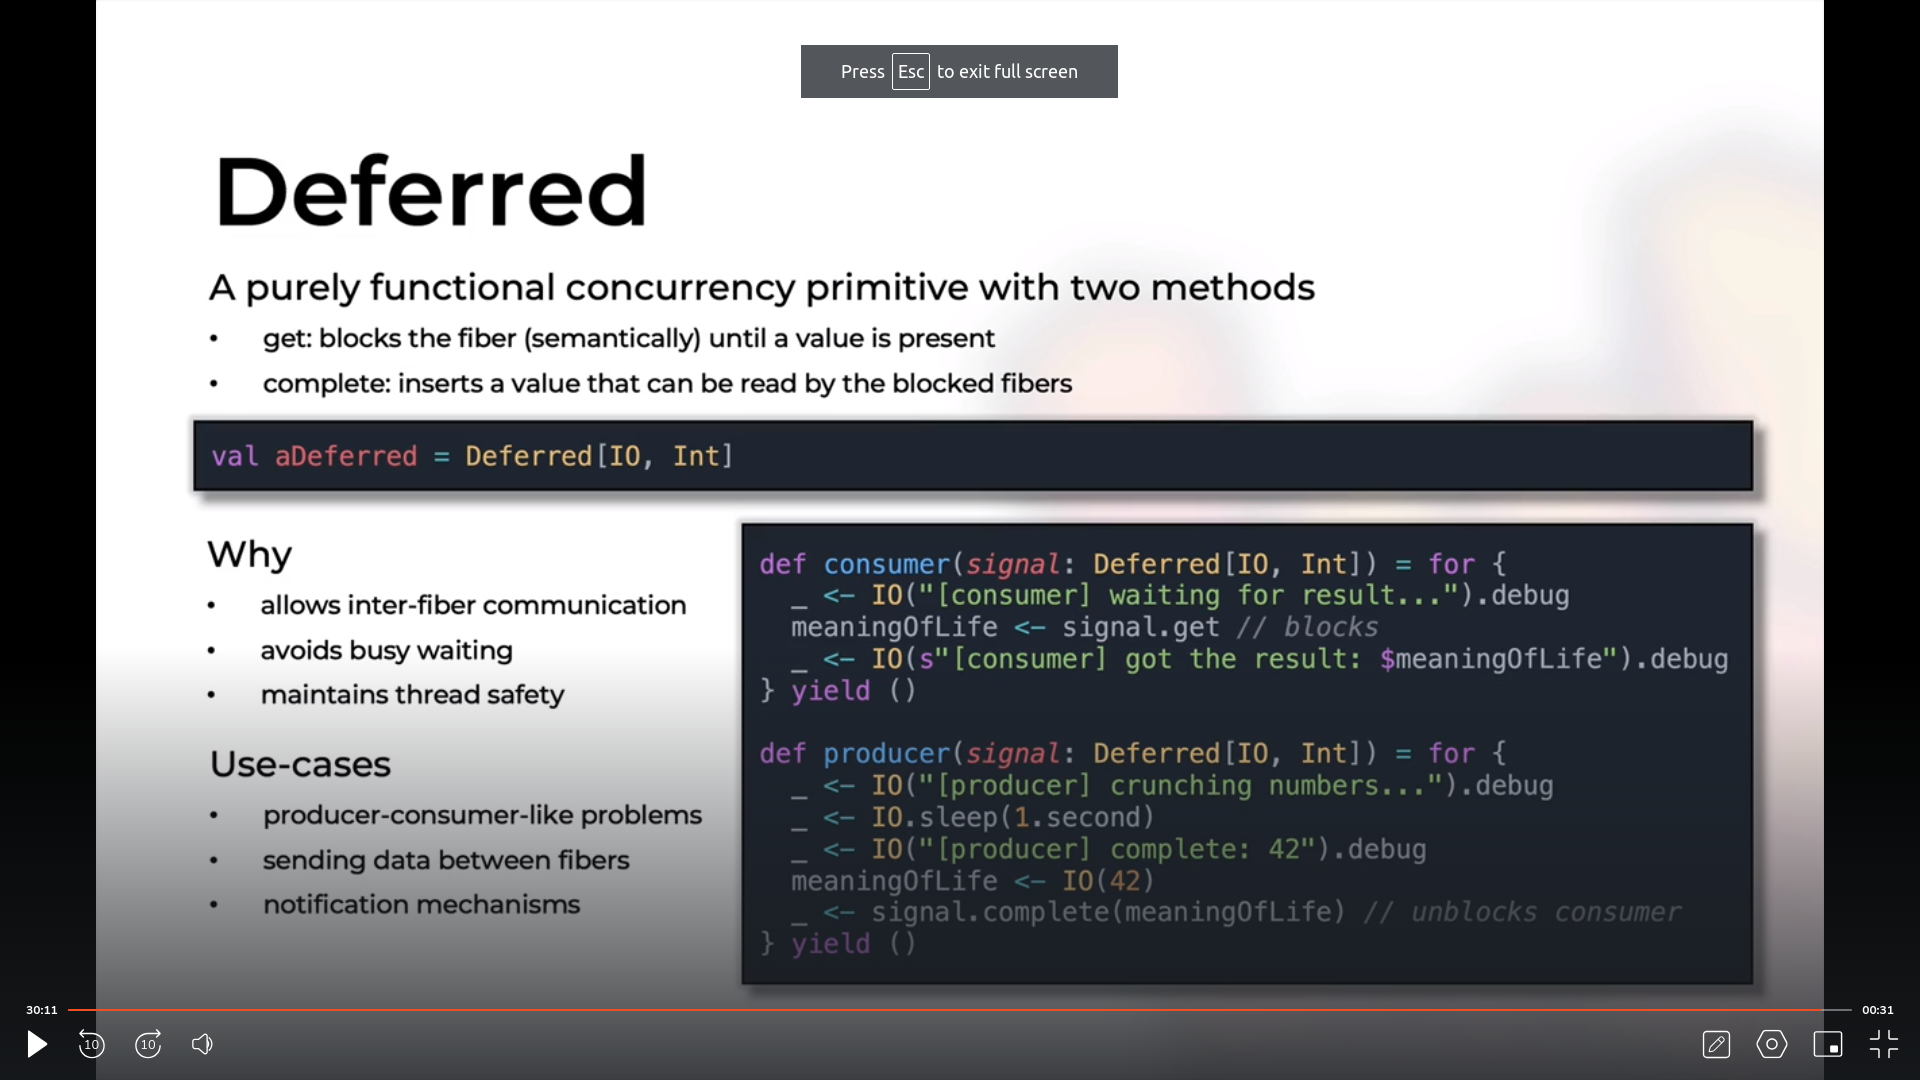 Press Esc to exit full screen
Deferred
A purely functional concurrency primitive with two methods
• get: blocks the fiber (semantically) until a value is present
• complete: inserts a value that can be read by the blocked fibers
val aDeferred = Deferred[IO, Int]
Why
• allows inter-fiber communication
• avoids busy waiting
• maintains thread safety
Use-cases
• producer-consumer-like problems
• sending data between fibers
• notification mechanisms
def consumer(signal: Deferred[IO, Int]) = for {
  _ <- IO("[consumer] waiting for result...").debug
  meaningOfLife <- signal.get // blocks
  _ <- IO(s"[consumer] got the result: $meaningOfLife").debug
} yield ()
def producer(signal: Deferred[IO, Int]) = for {
  _ <- IO("[producer] crunching numbers...").debug
  _ <- IO.sleep(1.second)
  _ <- IO("[producer] complete: 42").debug
  meaningOfLife <- IO(42)
  _ <- signal.complete(meaningOfLife) // unblocks consumer
} yield ()
30:11
00:31
10
10